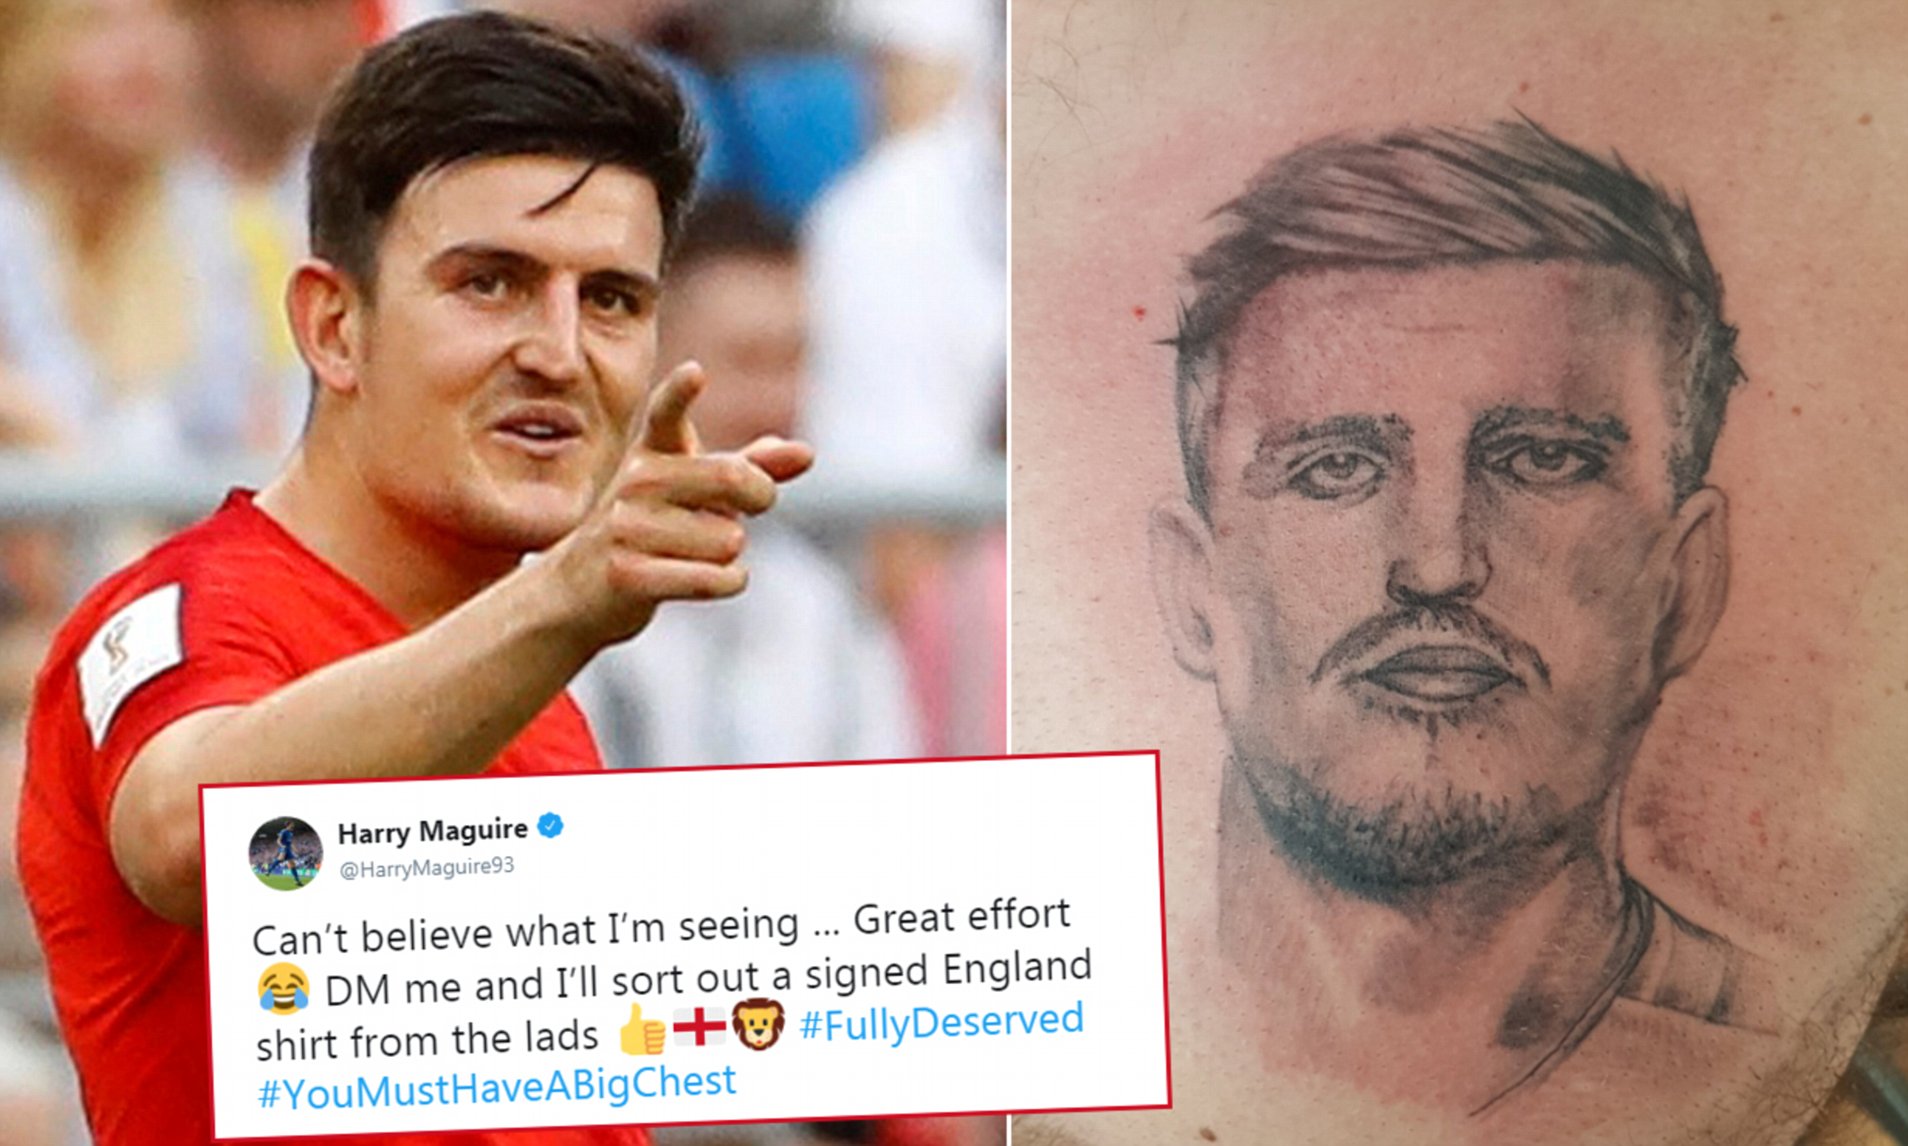 Harry Maguire
@HarryMaguire93
Can't believe what I'm seeing ... Great effort
😂 DM me and I'll sort out a signed England
shirt from the lads 👍🏴󠁧󠁢󠁥󠁮󠁧󠁿🦁 #FullyDeserved
#YouMustHaveABigChest